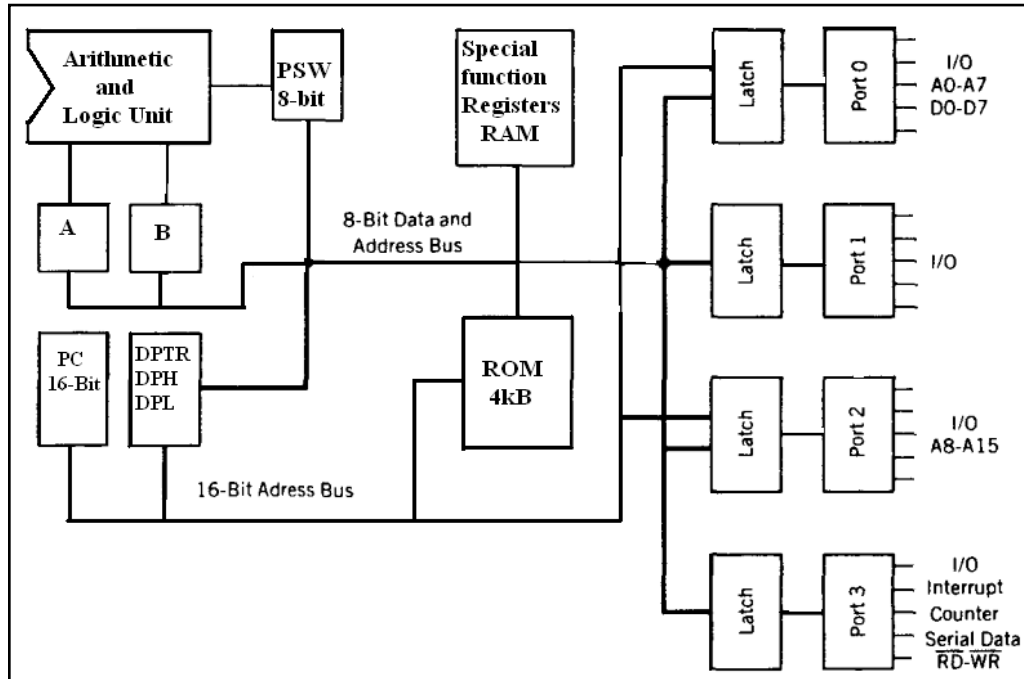 Arithmetic
and
Logic Unit
PSW
8-bit
Special
function
Registers
RAM
Latch
Port 0
I/O
A0-A7
D0-D7
A
B
8-Bit Data and
Address Bus
Latch
Port 1
I/O
PC
16-Bit
DPTR
DPH
DPL
ROM
4kB
Latch
Port 2
I/O
A8-A15
16-Bit Adress Bus
Latch
Port 3
I/O
Interrupt
Counter
Serial Data
R̅D̅-W̅R̅